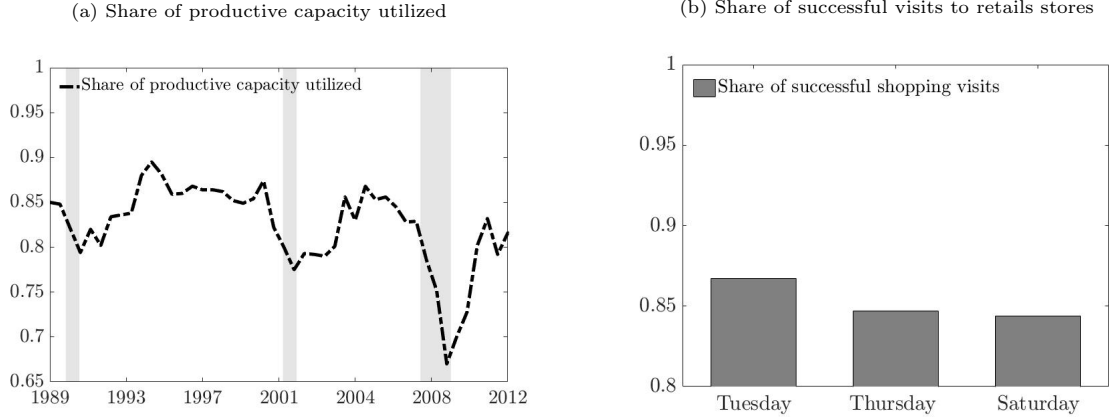 (a) Share of productive capacity utilized
1
Share of productive capacity utilized
0.95
0.9
0.85
0.8
0.75
0.7
0.65
1989 1993 1997 2001 2004 2008 2012
(b) Share of successful visits to retails stores
1
Share of successful shopping visits
0.95
0.9
0.85
0.8
Tuesday Thursday Saturday